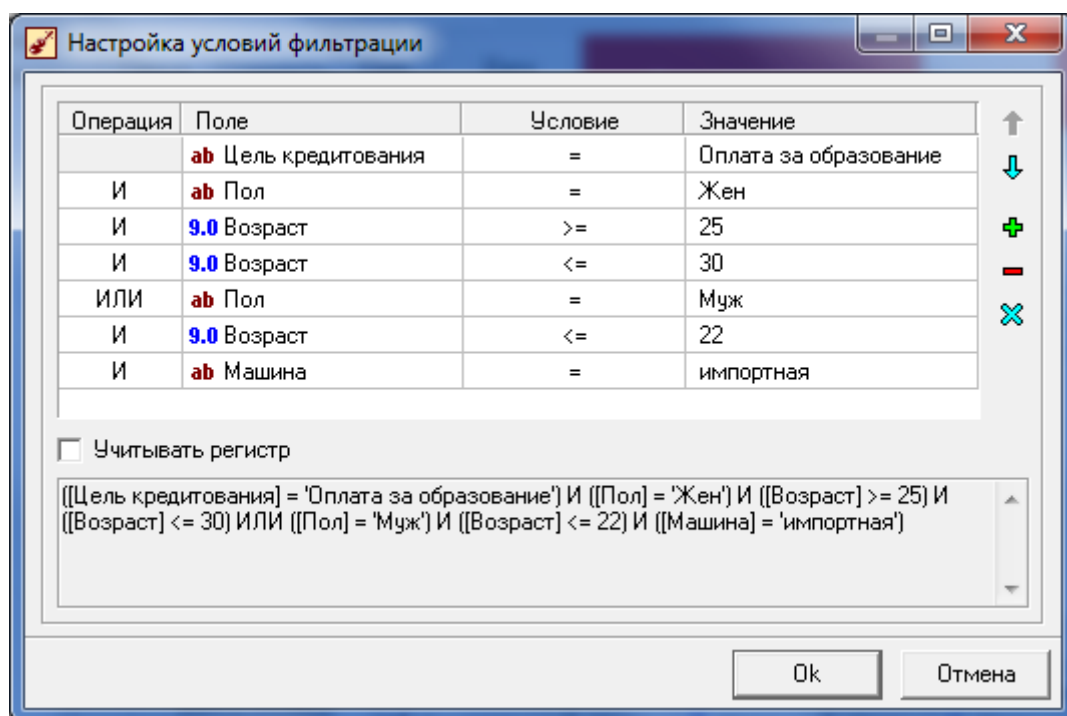 Настройка условий фильтрации
Операция Поле Условие Значение
ab Цель кредитования = Оплата за образование
И ab Пол = Жен
И 9.0 Возраст >= 25
И 9.0 Возраст <= 30
ИЛИ ab Пол = Муж
И 9.0 Возраст <= 22
И ab Машина = импортная
Учитывать регистр
([Цель кредитования] = 'Оплата за образование') И ([Пол] = 'Жен') И ([Возраст] >= 25) И
([Возраст] <= 30) ИЛИ ([Пол] = 'Муж') И ([Возраст] <= 22) И ([Машина] = 'импортная')
Ok Отмена